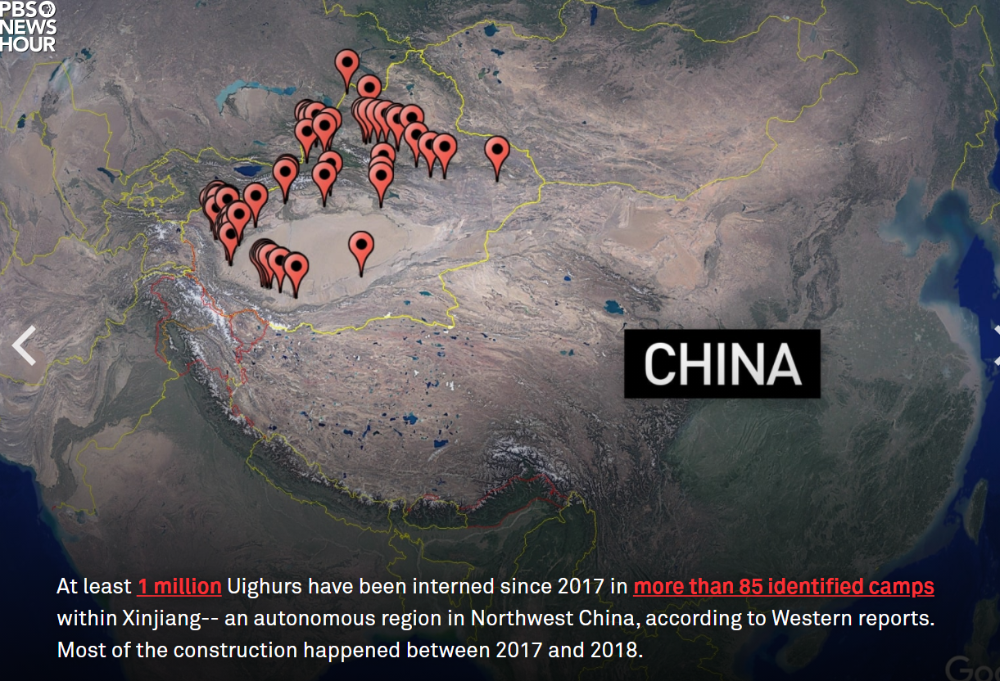 PBS
NEWS
HOUR
CHINA
At least 1 million Uighurs have been interned since 2017 in more than 85 identified camps
within Xinjiang-- an autonomous region in Northwest China, according to Western reports.
Most of the construction happened between 2017 and 2018.